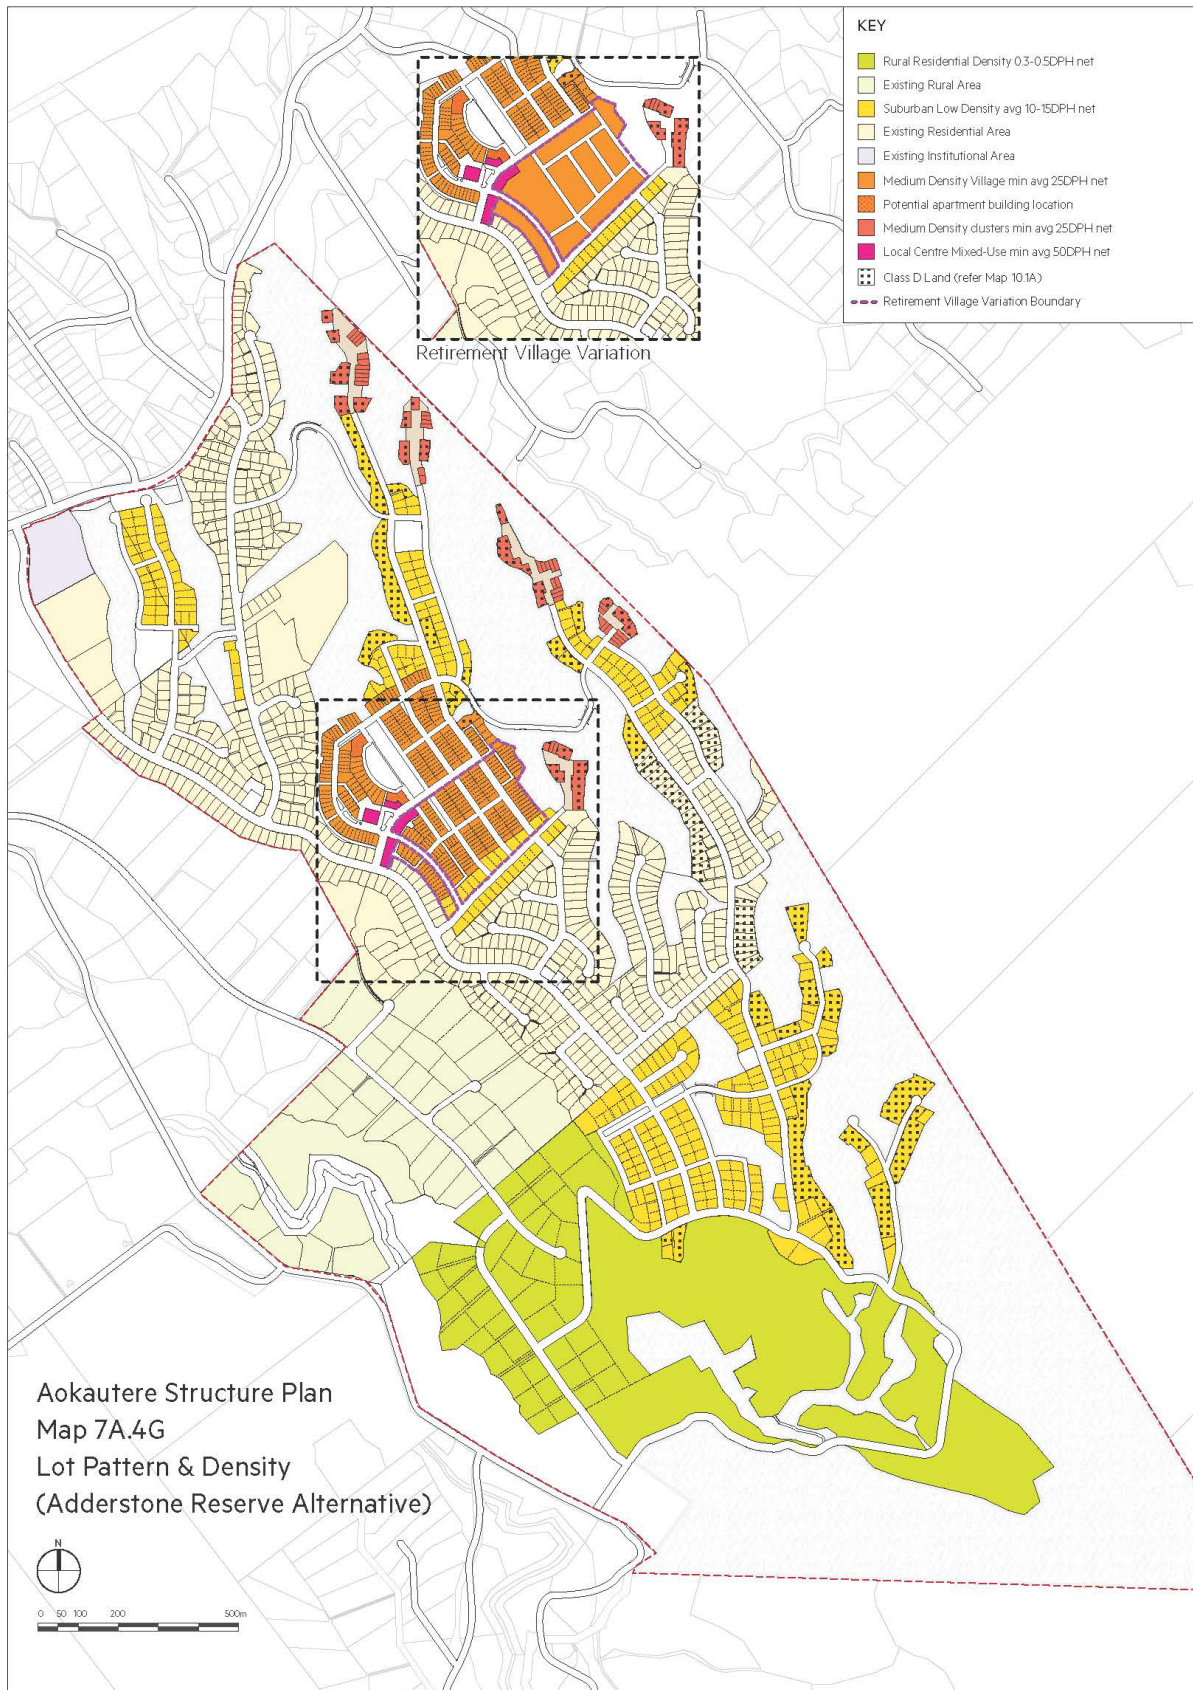 KEY
Rural Residential Density 0.3-0.5DPH net
Existing Rural Area
Suburban Low Density avg 10-15DPH net
Existing Residential Area
Existing Institutional Area
Medium Density Village min avg 25DPH net
Potential apartment building location
Medium Density clusters min avg 25DPH net
Local Centre Mixed-Use min avg 50DPH net
Class D Land (refer Map 10.1A)
Retirement Village Variation Boundary
Retirement Village Variation
Aokautere Structure Plan
Map 7A.4G
Lot Pattern & Density
(Adderstone Reserve Alternative)
N
0 50 100 200 500m